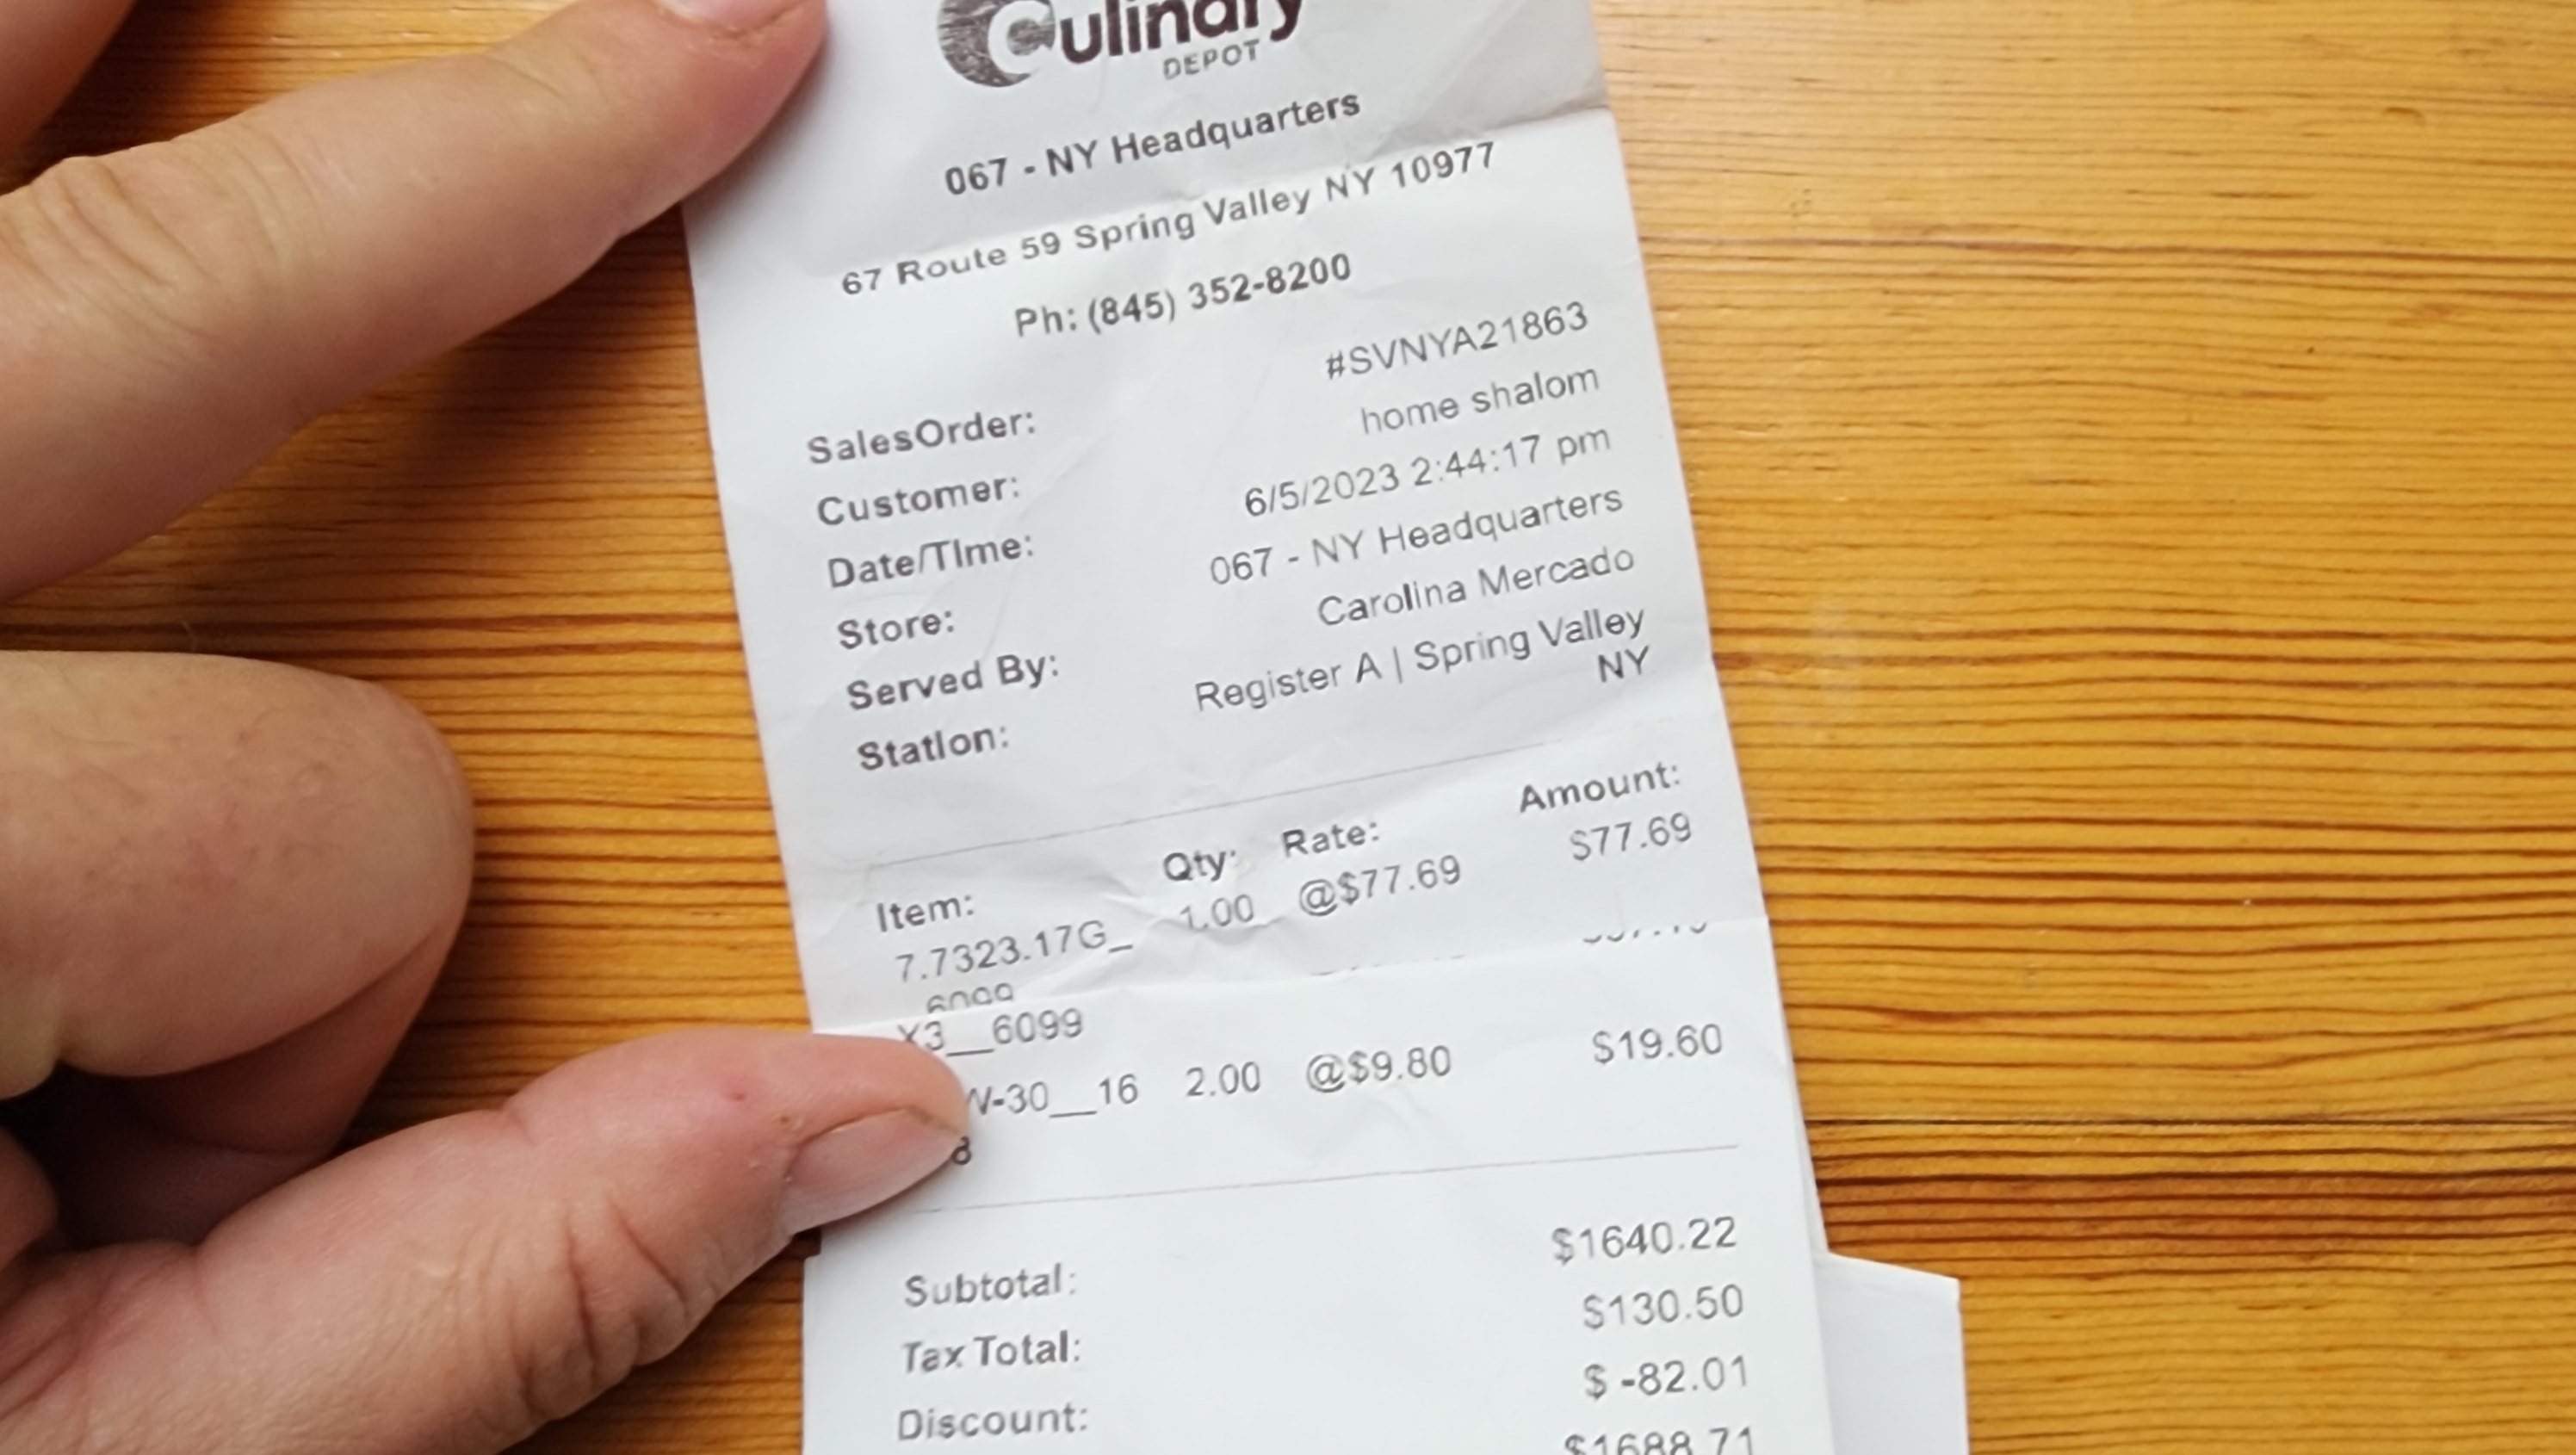 Culinary
DEPOT
067 - NY Headquarters
67 Route 59 Spring Valley NY 10977
Ph: (845) 352-8200
SalesOrder: #SVNYA21863
Customer: home shalom
Date/Time: 6/5/2023 2:44:17 pm
Store: 067 - NY Headquarters
Served By: Carolina Mercado
Station: Register A | Spring Valley
NY
Item: Qty: Rate: Amount:
7.7323.17G_ 1.00 @$77.69 $77.69
X3__6099
W-30__16 2.00 @$9.80 $19.60
8
Subtotal: $1640.22
Tax Total: $130.50
Discount: $ -82.01
$1688.71